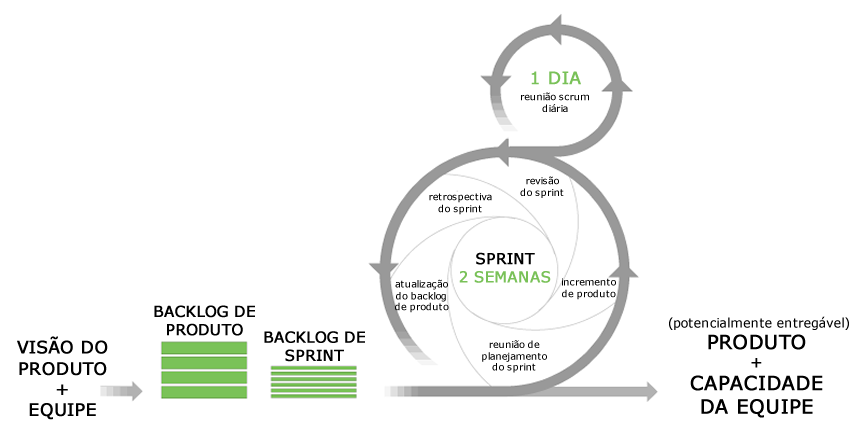 VISÃO DO
PRODUTO
+
EQUIPE
BACKLOG DE
PRODUTO
BACKLOG DE
SPRINT
1 DIA
reunião scrum
diária
revisão
do sprint
retrospectiva
do sprint
SPRINT
2 SEMANAS
atualização
do backlog
de produto
incremento
de produto
reunião de
planejamento
do sprint
(potencialmente entregável)
PRODUTO
+
CAPACIDADE
DA EQUIPE